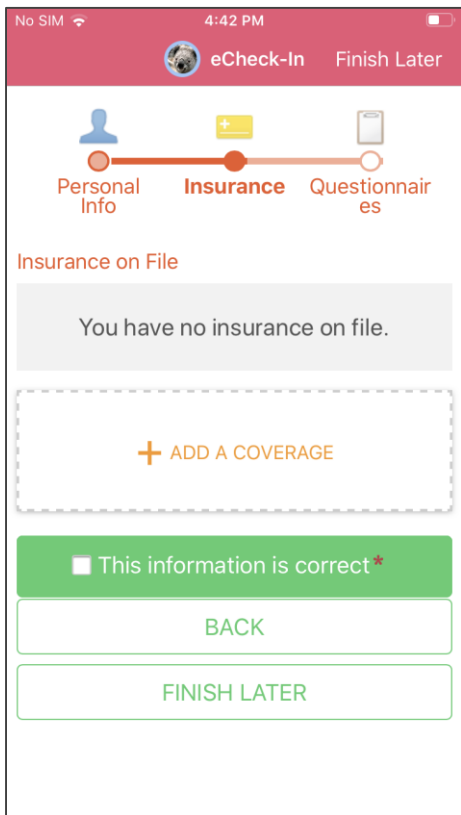 No SIM 4:42 PM
eCheck-In Finish Later
Personal Info Insurance Questionnair
es
Insurance on File
You have no insurance on file.
+ ADD A COVERAGE
This information is correct*
BACK
FINISH LATER